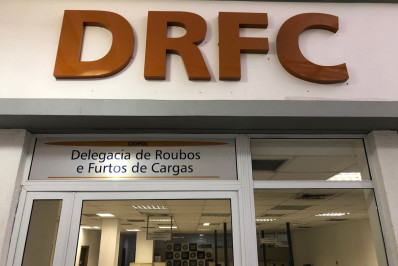 DRFC
Delegacia de Roubos
e Furtos de Cargas